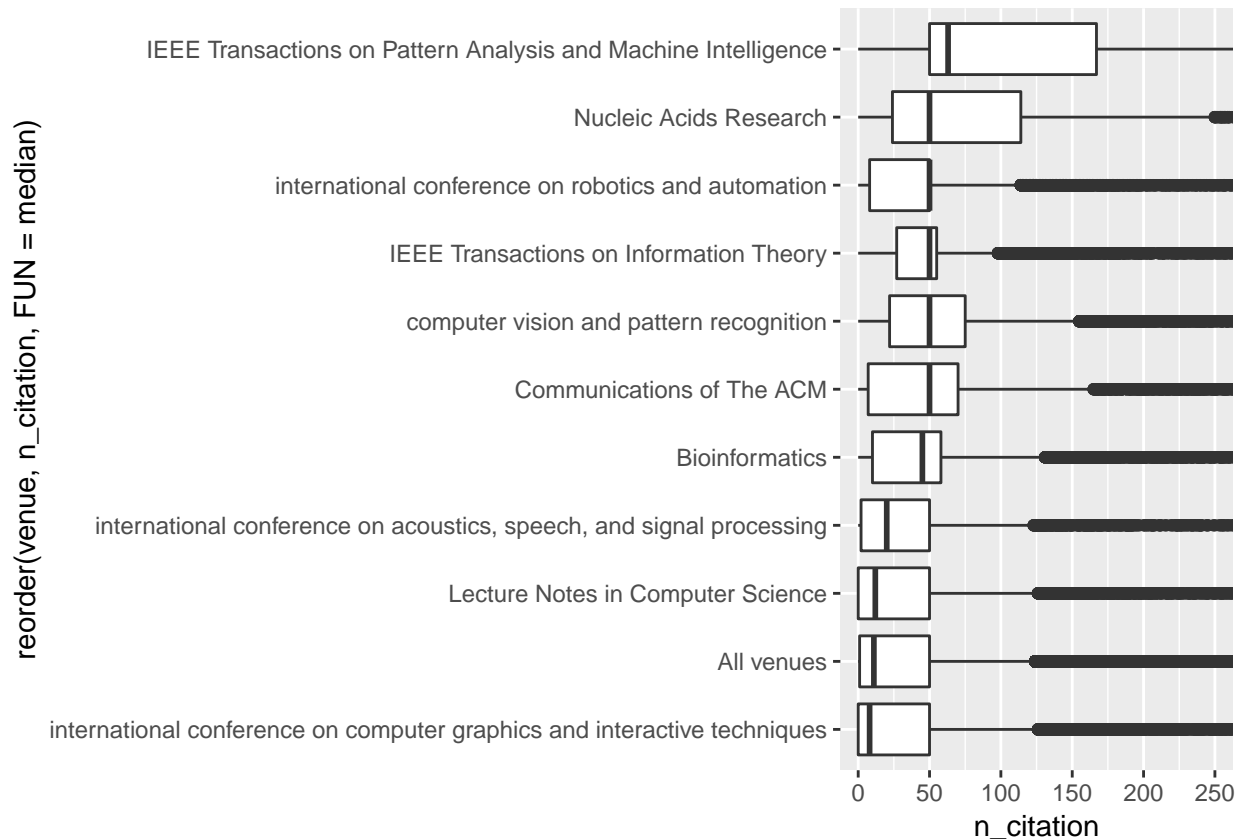 reorder(venue, n_citation, FUN = median)
IEEE Transactions on Pattern Analysis and Machine Intelligence
Nucleic Acids Research
international conference on robotics and automation
IEEE Transactions on Information Theory
computer vision and pattern recognition
Communications of The ACM
Bioinformatics
international conference on acoustics, speech, and signal processing
Lecture Notes in Computer Science
All venues
international conference on computer graphics and interactive techniques
0 50 100 150 200 250
n_citation